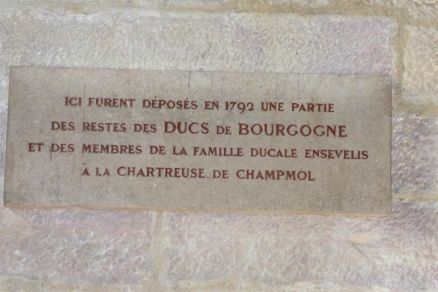 ICI FURENT DÉPOSÉS EN 1792 UNE PARTIE
DES RESTES DES DUCS DE BOURGOGNE
ET DES MEMBRES DE LA FAMILLE DUCALE ENSEVELIS
À LA CHARTREUSE DE CHAMPMOL